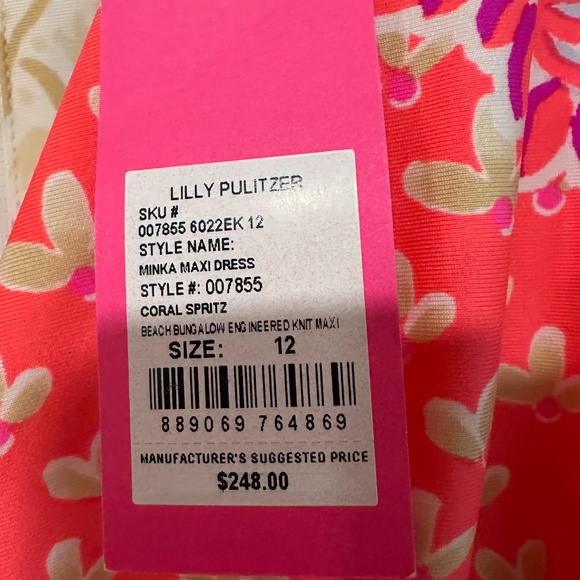 LILLY PULITZER
SKU #
007855 6022EK 12
STYLE NAME:
MINKA MAXI DRESS
STYLE #: 007855
CORAL SPRITZ
BEACH BUNGALOW ENGINEERED KNIT MAXI
SIZE: 12
889069 764869
MANUFACTURER'S SUGGESTED PRICE
$248.00